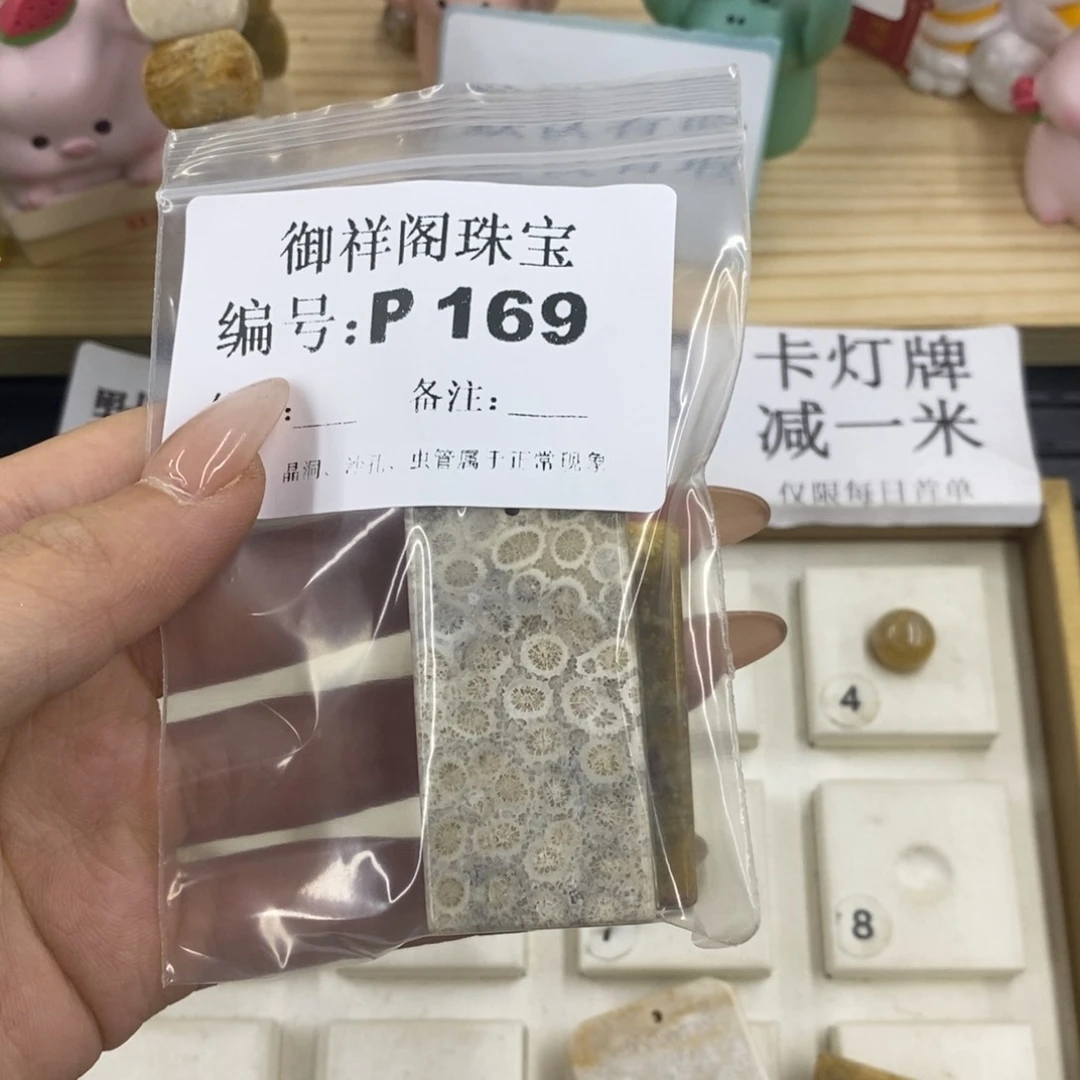 御祥阁珠宝
编号:P 169
: 备注:
晶洞、沙孔、虫管属于正常现象
卡灯牌
减一米
仅限每日首单
4
8
7